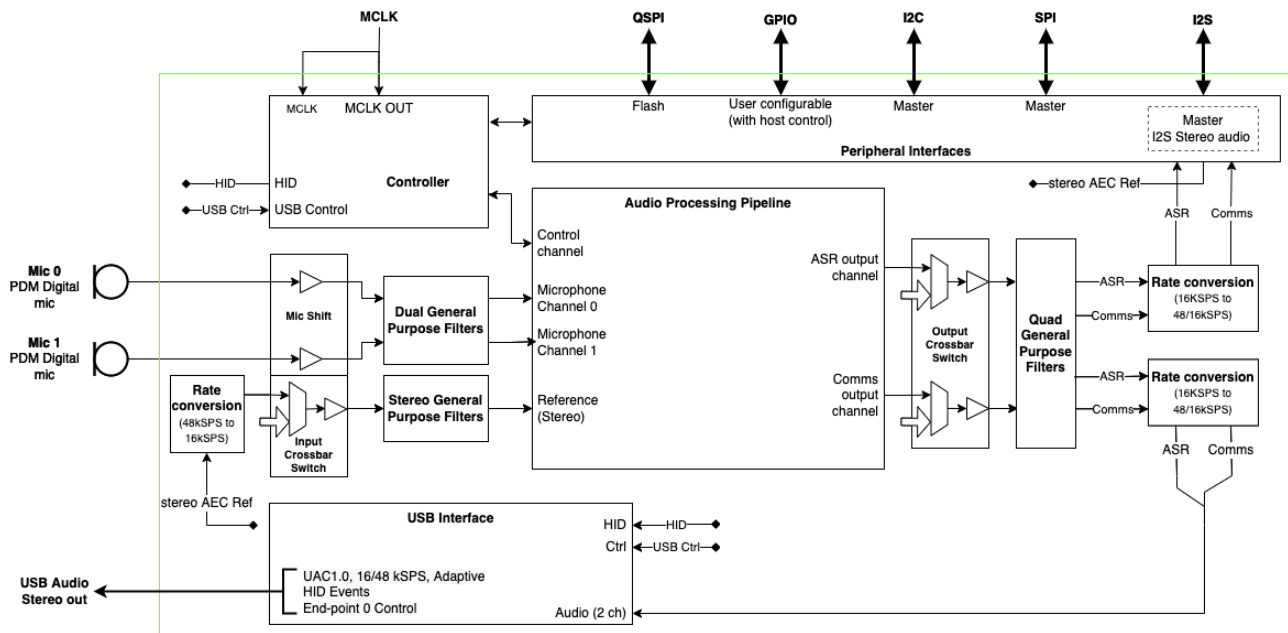 MCLK
QSPI
GPIO
I2C
SPI
I2S
MCLK
MCLK OUT
HID
HID
USB Ctrl
USB Control
Controller
Flash
User configurable
(with host control)
Master
Master
Master
I2S Stereo audio
Peripheral Interfaces
stereo AEC Ref
ASR
Comms
Mic 0
PDM Digital
mic
Mic 1
PDM Digital
mic
Mic Shift
Dual General
Purpose Filters
Rate
conversion
(48kSPS to
16kSPS)
Input
Crossbar
Switch
Stereo General
Purpose Filters
stereo AEC Ref
Audio Processing Pipeline
Control
channel
Microphone
Channel 0
Microphone
Channel 1
Reference
(Stereo)
ASR output
channel
Comms
output
channel
Output
Crossbar
Switch
Quad
General
Purpose
Filters
ASR
Comms
Rate conversion
(16KSPS to
48/16kSPS)
ASR
Comms
Rate conversion
(16KSPS to
48/16kSPS)
ASR
Comms
USB Interface
HID
HID
Ctrl
USB Ctrl
UAC1.0, 16/48 kSPS, Adaptive
HID Events
End-point 0 Control
Audio (2 ch)
USB Audio
Stereo out